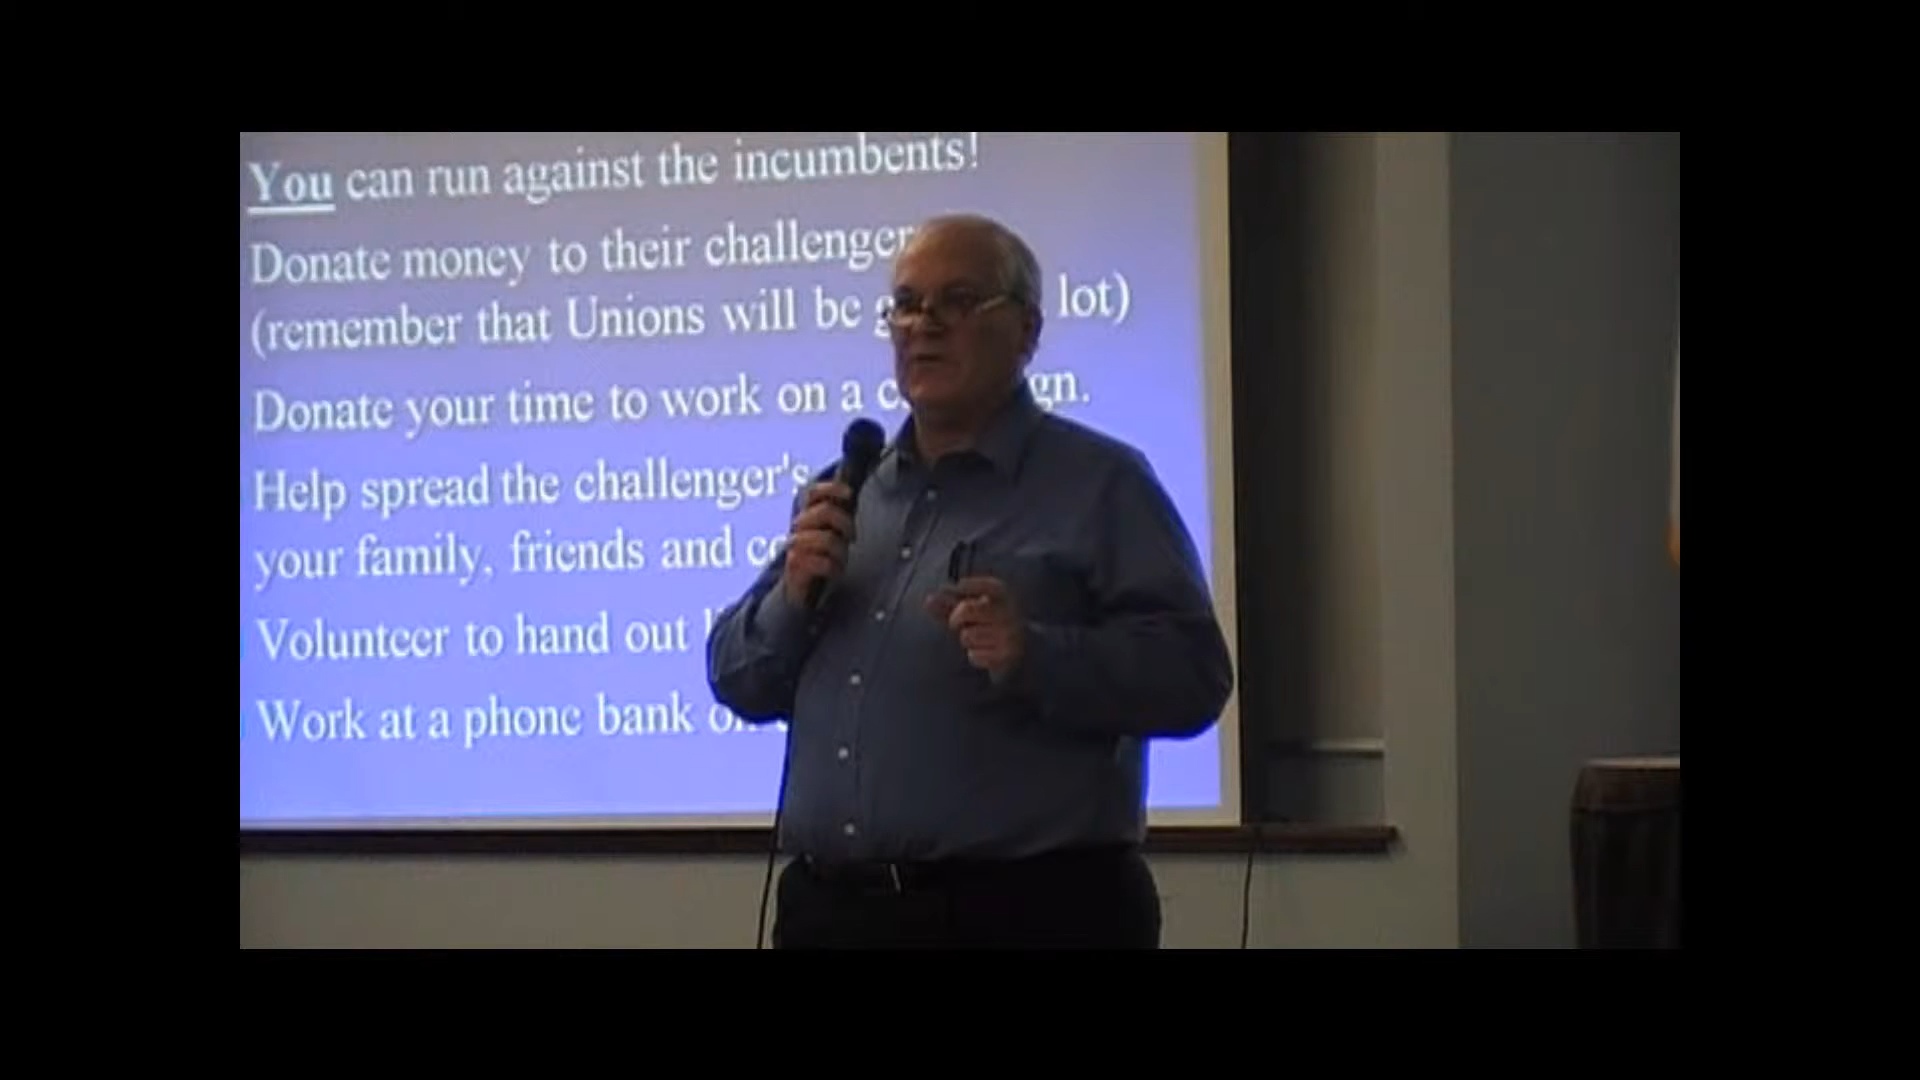 You can run against the incumbents!
Donate money to their challenger
(remember that Unions will be lot)
Donate your time to work on a
Help spread the challenger's
your family, friends and
Volunteer to hand out
Work at a phone bank